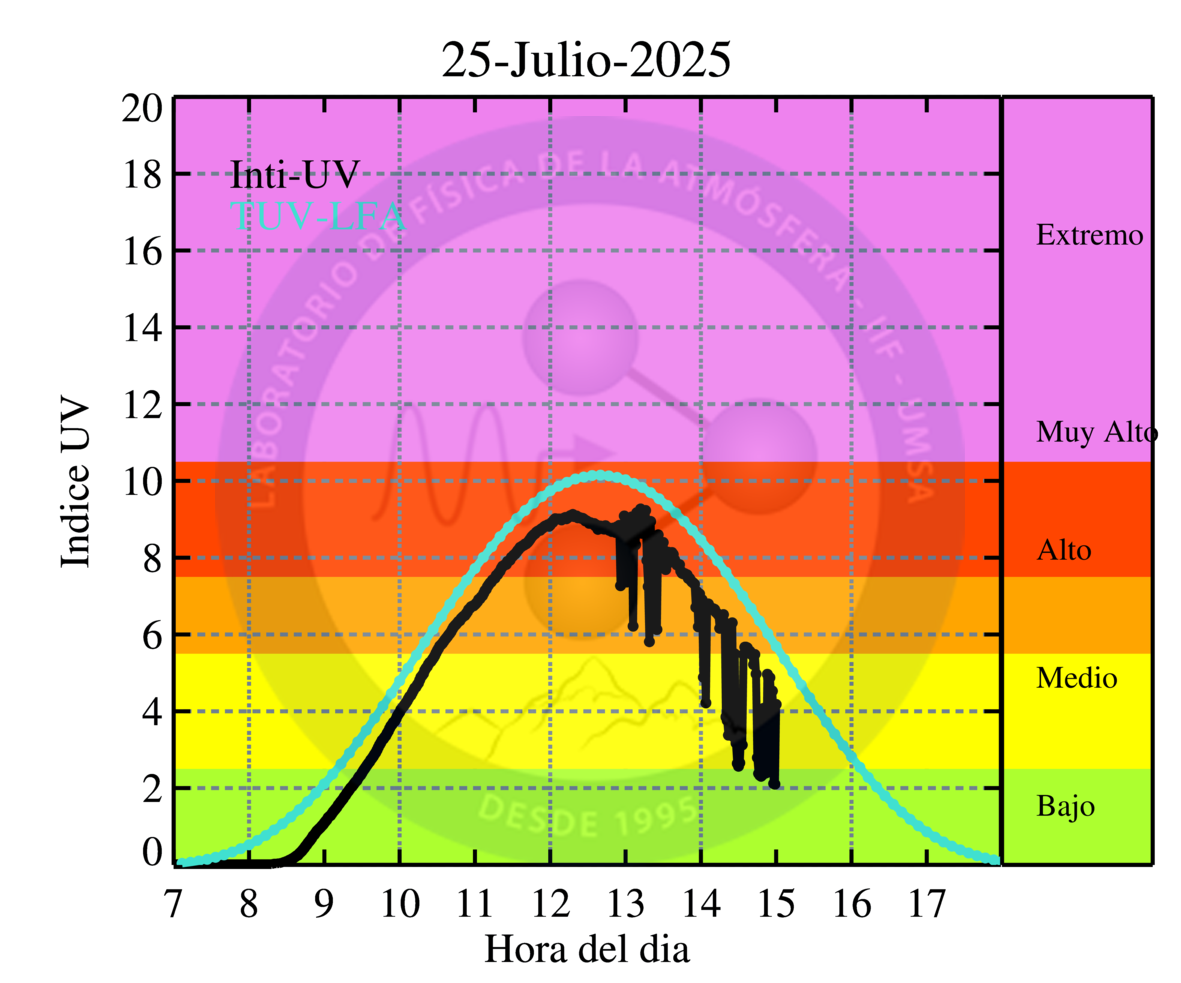 25-Julio-2025
Inti-UV
TUV-LFA
Indice UV
20
18
16
14
12
10
8
6
4
2
0
7 8 9 10 11 12 13 14 15 16 17
Hora del dia
Extremo
Muy Alto
Alto
Medio
Bajo
LABORATORIO DE FÍSICA DE LA ATMÓSFERA - IIF - UMSA
DESDE 1995